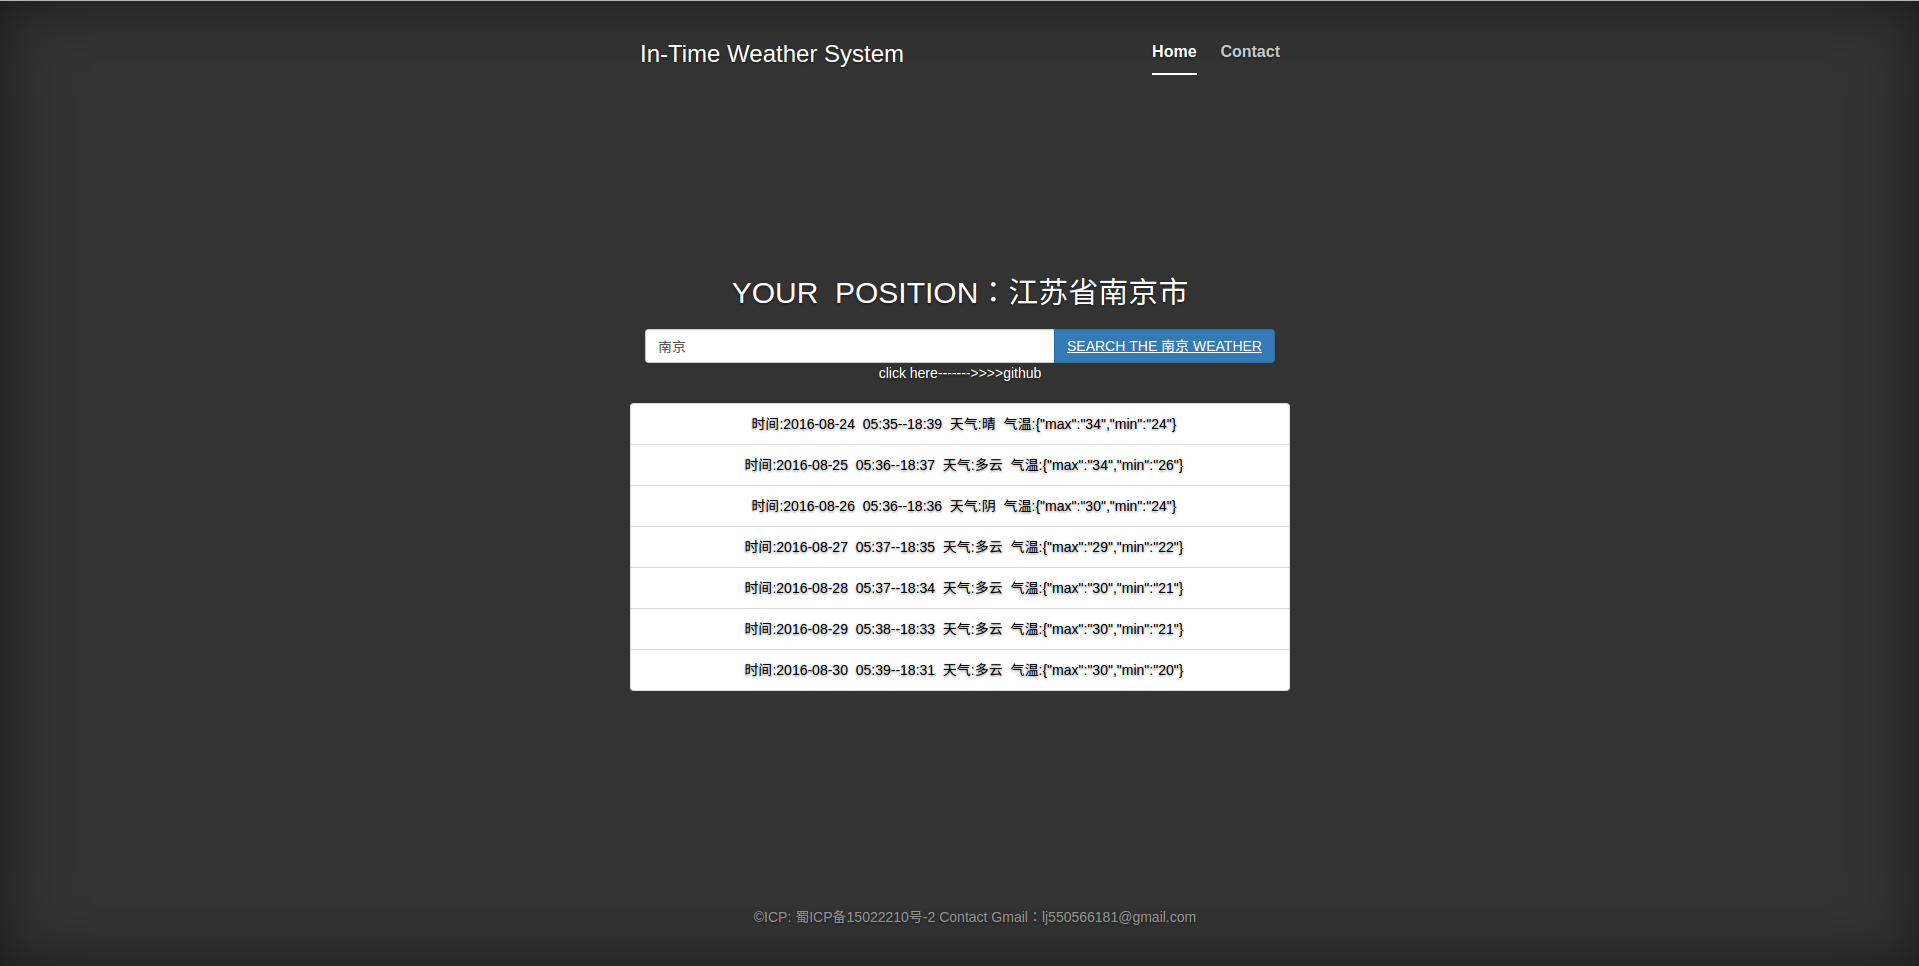 In-Time Weather System
Home Contact
YOUR POSITION：江苏省南京市
南京
SEARCH THE 南京 WEATHER
click here------->>>>github
时间:2016-08-24 05:35--18:39 天气:晴 气温:{"max":"34","min":"24"}
时间:2016-08-25 05:36--18:37 天气:多云 气温:{"max":"34","min":"26"}
时间:2016-08-26 05:36--18:36 天气:阴 气温:{"max":"30","min":"24"}
时间:2016-08-27 05:37--18:35 天气:多云 气温:{"max":"29","min":"22"}
时间:2016-08-28 05:37--18:34 天气:多云 气温:{"max":"30","min":"21"}
时间:2016-08-29 05:38--18:33 天气:多云 气温:{"max":"30","min":"21"}
时间:2016-08-30 05:39--18:31 天气:多云 气温:{"max":"30","min":"20"}
©ICP: 蜀ICP备15022210号-2 Contact Gmail：lj550566181@gmail.com